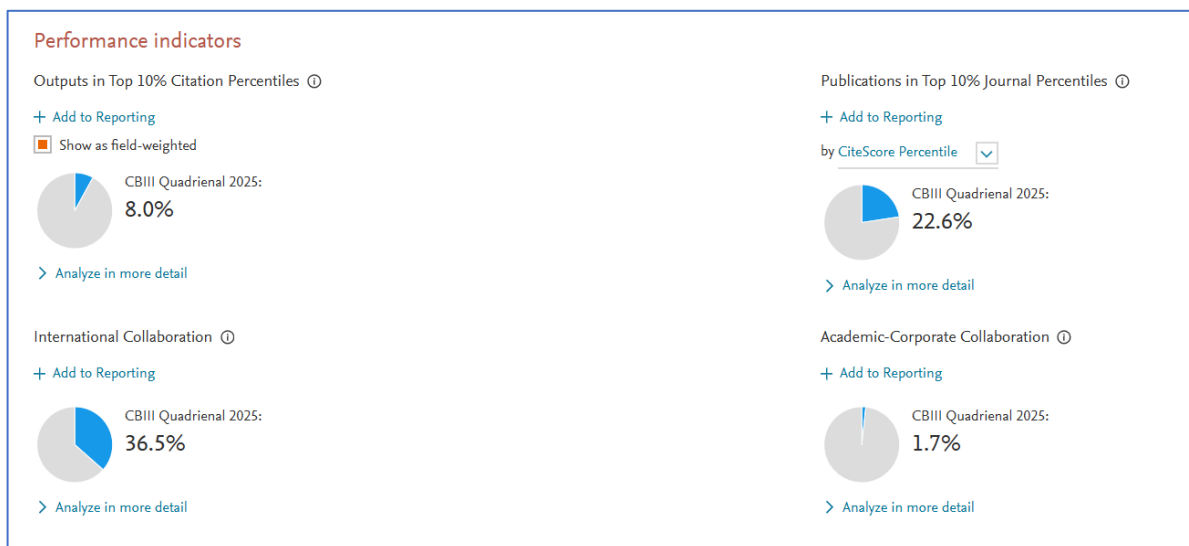 Performance indicators
Outputs in Top 10% Citation Percentiles
+ Add to Reporting
Show as field-weighted
CBIII Quadrienal 2025:
8.0%
Analyze in more detail
Publications in Top 10% Journal Percentiles
+ Add to Reporting
by CiteScore Percentile
CBIII Quadrienal 2025:
22.6%
Analyze in more detail
International Collaboration
+ Add to Reporting
CBIII Quadrienal 2025:
36.5%
Analyze in more detail
Academic-Corporate Collaboration
+ Add to Reporting
CBIII Quadrienal 2025:
1.7%
Analyze in more detail